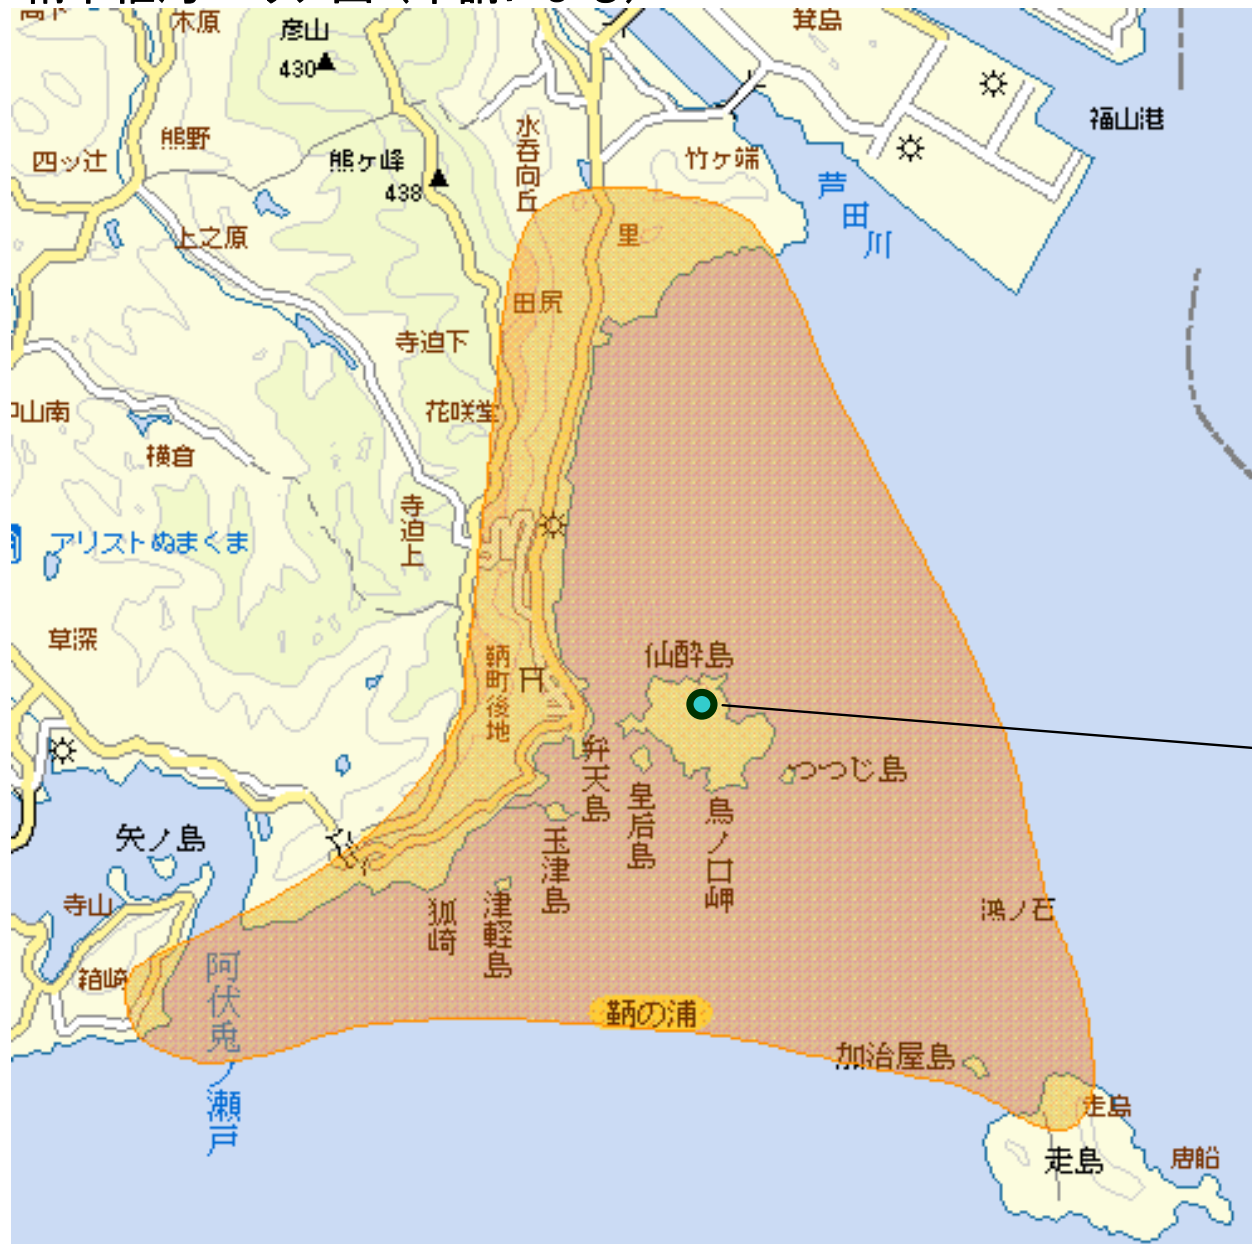 木原
彦山
430
箕島
福山港
熊野
四ッ辻
熊ヶ峰
438
水呑向丘
竹ヶ端
芦田川
上之原
里
田尻
寺迫下
中山南
花咲堂
横倉
寺迫上
アリストぬまくま
草深
鞆町後地
仙酔島
弁天島
つつじ島
皇后島
烏ノ口岬
玉津島
矢ノ島
寺山
狐崎
津軽島
鴻ノ石
箱崎
阿伏兎ノ瀬戸
鞆の浦
加治屋島
走島
走島
唐船